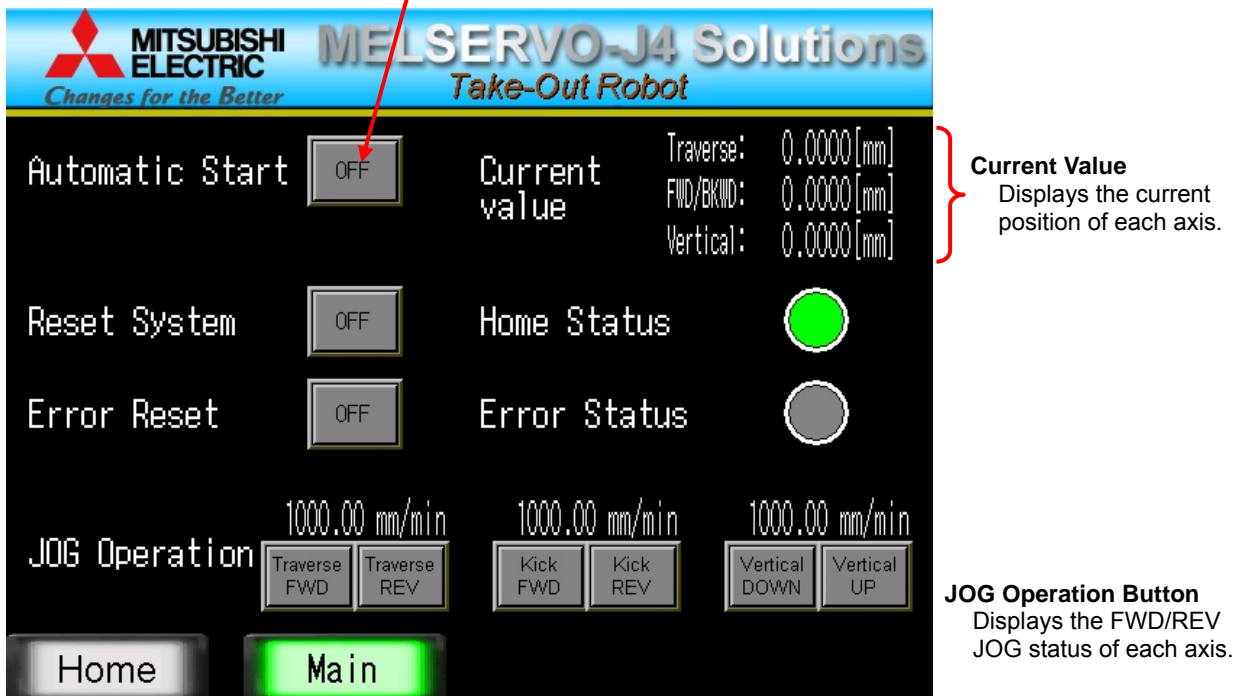 MITSUBISHI
ELECTRIC
Changes for the Better
MELSERVO-J4 Solutions
Take-Out Robot
Automatic Start
OFF
Current
value
Traverse: 0.0000[mm]
FWD/BKWD: 0.0000[mm]
Vertical: 0.0000[mm]
Current Value
Displays the current
position of each axis.
Reset System
OFF
Home Status
Error Reset
OFF
Error Status
JOG Operation
1000.00 mm/min
Traverse
FWD
Traverse
REV
1000.00 mm/min
Kick
FWD
Kick
REV
1000.00 mm/min
Vertical
DOWN
Vertical
UP
JOG Operation Button
Displays the FWD/REV
JOG status of each axis.
Home
Main